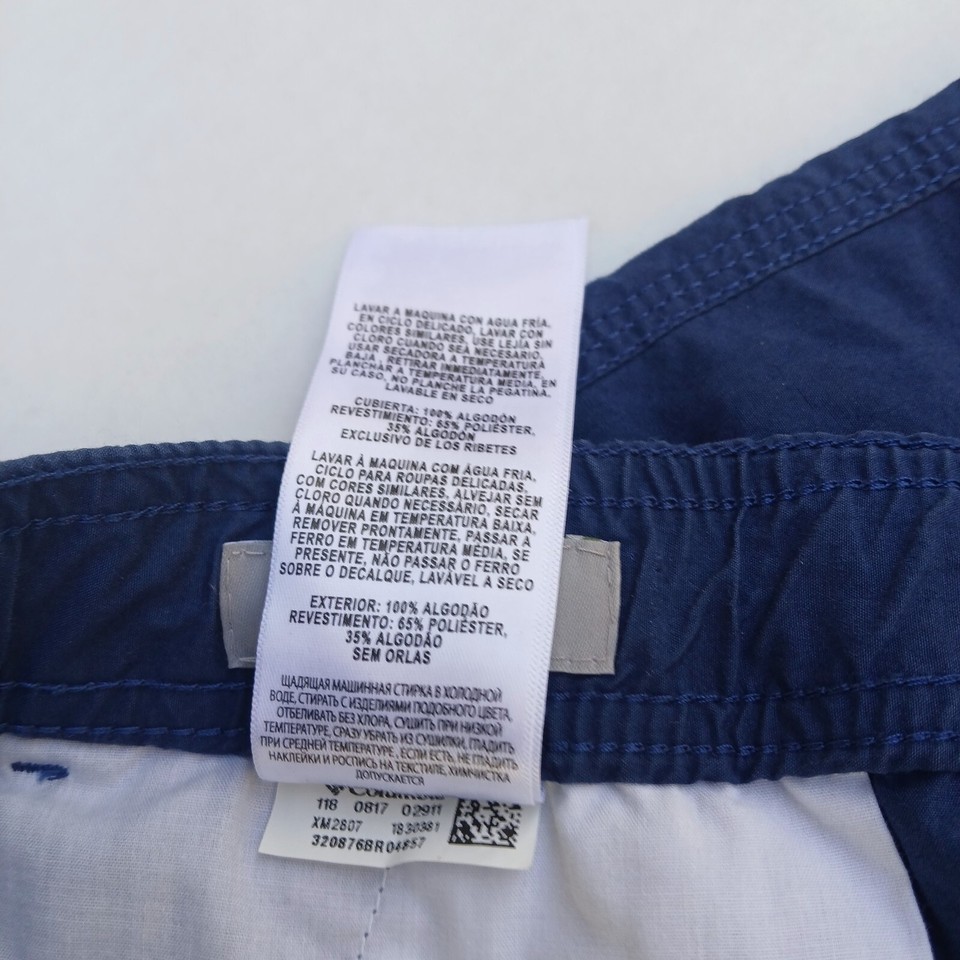 LAVAR A MAQUINA CON AGUA FRÍA,
EN CICLO DELICADO, LAVAR CON
COLORES SIMILARES, USE LEJÍA SIN
CLORO CUANDO SEA NECESARIO,
USAR SECADORA A TEMPERATURA
BAJA, RETIRAR INMEDIATAMENTE,
PLANCHAR A TEMPERATURA MEDIA, EN
SU CASO, NO PLANCHE LA PEGATINA,
LAVABLE EN SECO
CUBIERTA: 100% ALGODÓN
REVESTIMIENTO: 65% POLIÉSTER,
35% ALGODÓN
EXCLUSIVO DE LOS RIBETES
LAVAR À MAQUINA COM ÁGUA FRIA,
CICLO PARA ROUPAS DELICADAS,
COM CORES SIMILARES, ALVEJAR SEM
CLORO QUANDO NECESSÁRIO, SECAR
À MÁQUINA EM TEMPERATURA BAIXA,
REMOVER PRONTAMENTE, PASSAR A
FERRO EM TEMPERATURA MÉDIA, SE
PRESENTE, NÃO PASSAR O FERRO
SOBRE O DECALQUE, LAVÁVEL A SECO
EXTERIOR: 100% ALGODÃO
REVESTIMENTO: 65% POLIÉSTER,
35% ALGODÃO
SEM ORLAS
ЩАДЯЩАЯ МАШИННАЯ СТИРКА В ХОЛОДНОЙ
ВОДЕ, СТИРАТЬ С ИЗДЕЛИЯМИ ПОДОБНОГО ЦВЕТА,
ОТБЕЛИВАТЬ БЕЗ ХЛОРА, СУШИТЬ ПРИ НИЗКОЙ
ТЕМПЕРАТУРЕ, СРАЗУ УБРАТЬ ИЗ СУШИЛКИ, ГЛАДИТЬ
ПРИ СРЕДНЕЙ ТЕМПЕРАТУРЕ, ЕСЛИ ЕСТЬ, НЕ ГЛАДИТЬ
НАКЛЕЙКИ И РОСПИСЬ НА ТЕКСТИЛЕ, ХИМЧИСТКА
ДОПУСКАЕТСЯ
Columbia
118 0817 02911
XM2807 1830381
320876BR04857